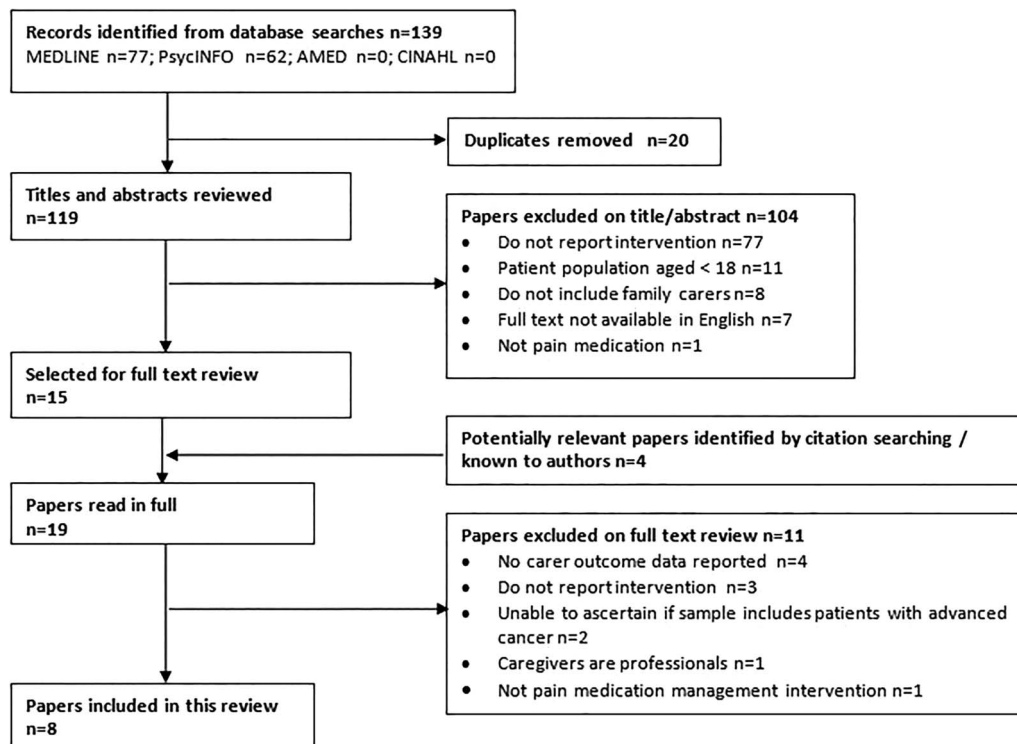 Records identified from database searches n=139
MEDLINE n=77; PsycINFO n=62; AMED n=0; CINAHL n=0
Duplicates removed n=20
Titles and abstracts reviewed
n=119
Papers excluded on title/abstract n=104
• Do not report intervention n=77
• Patient population aged < 18 n=11
• Do not include family carers n=8
• Full text not available in English n=7
• Not pain medication n=1
Selected for full text review
n=15
Potentially relevant papers identified by citation searching /
known to authors n=4
Papers read in full
n=19
Papers excluded on full text review n=11
• No carer outcome data reported n=4
• Do not report intervention n=3
• Unable to ascertain if sample includes patients with advanced
cancer n=2
• Caregivers are professionals n=1
• Not pain medication management intervention n=1
Papers included in this review
n=8